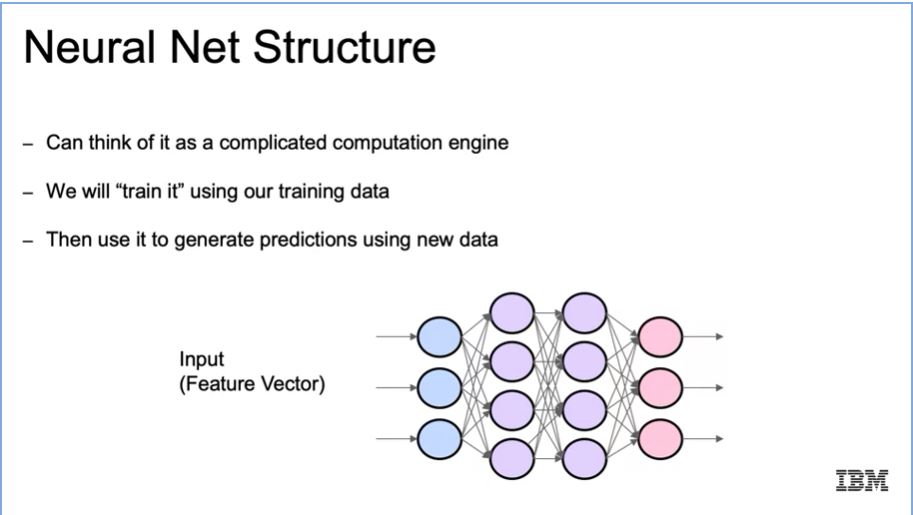 Neural Net Structure
– Can think of it as a complicated computation engine
– We will “train it” using our training data
– Then use it to generate predictions using new data
Input
(Feature Vector)
IBM